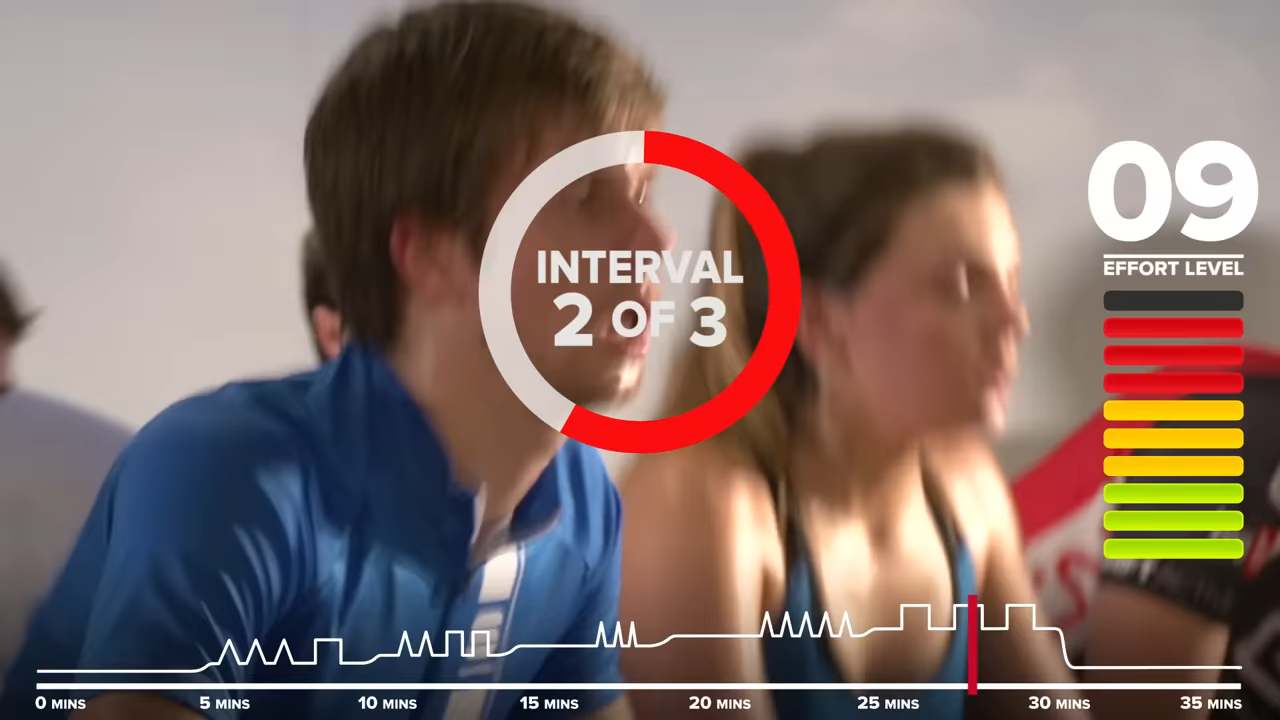 INTERVAL
2 OF 3
09
EFFORT LEVEL
0 MINS
5 MINS
10 MINS
15 MINS
20 MINS
25 MINS
30 MINS
35 MINS